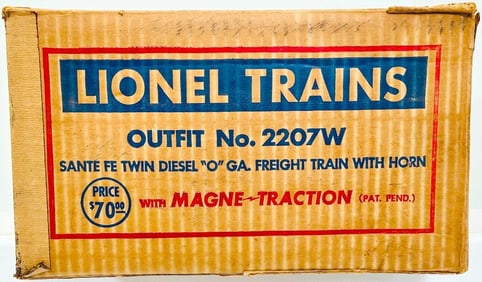 LIONEL TRAINS
OUTFIT No. 2207W
SANTE FE TWIN DIESEL "O" GA. FREIGHT TRAIN WITH HORN
PRICE
$70.00
WITH MAGNE-TRACTION (PAT. PEND.)